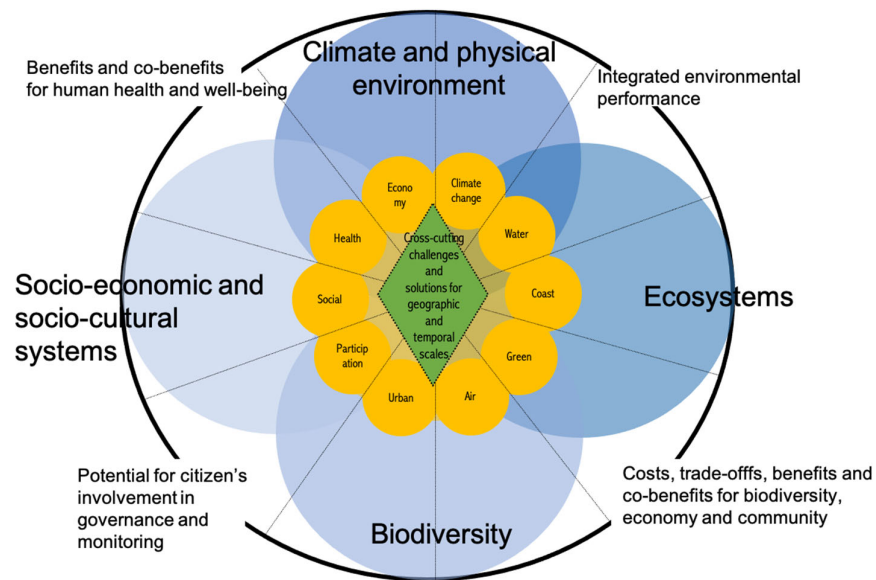 Climate and physical
environment
Benefits and co-benefits
for human health and well-being
Integrated environmental
performance
Econo
my
Climate
change
Health
Water
Cross-cutting
challenges
and
solutions for
geographic
and
temporal
scales
Social
Coast
Socio-economic and
socio-cultural
systems
Ecosystems
Particip
ation
Green
Urban
Air
Potential for citizen's
involvement in
governance and
monitoring
Costs, trade-offfs, benefits and
co-benefits for biodiversity,
economy and community
Biodiversity